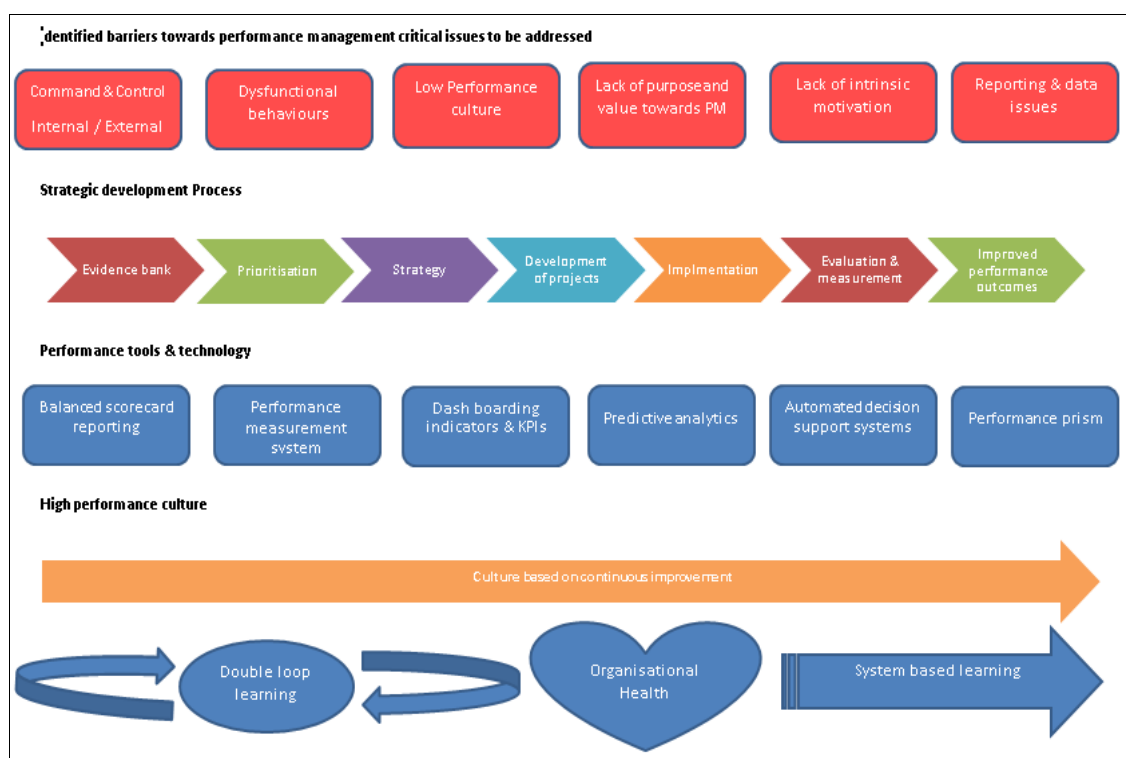 Identified barriers towards performance management critical issues to be addressed
Command & Control
Internal / External
Dysfunctional
behaviours
Low Performance
culture
Lack of purposeand
value towards PM
Lack of intrinsic
motivation
Reporting & data
issues
Strategic development Process
Evidence bank
Prioritisation
Strategy
Development
of projects
Implmentation
Evaluation &
measurement
Improved
performance
outcomes
Performance tools & technology
Balanced scorecard
reporting
Performance
measurement
system
Dash boarding
indicators & KPIs
Predictive analytics
Automated decision
support systems
Performance prism
High performance culture
Culture based on continuous improvement
Double loop
learning
Organisational
Health
System based learning